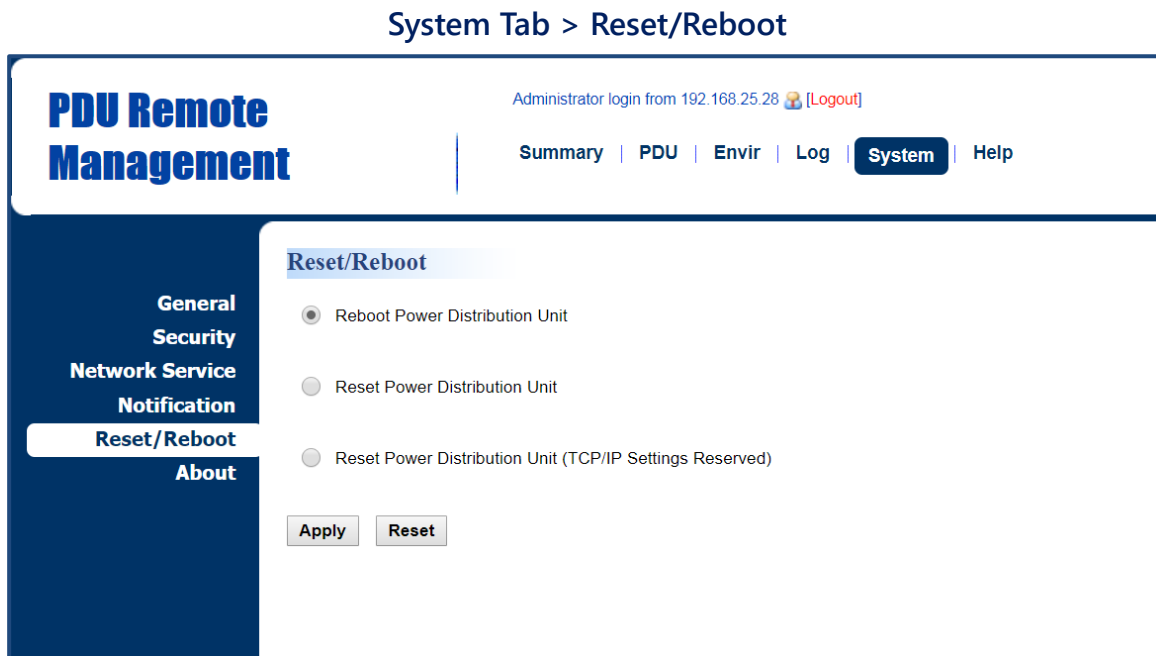 System Tab > Reset/Reboot
PDU Remote
Management
Administrator login from 192.168.25.28 [Logout]
Summary | PDU | Envir | Log | System | Help
General
Security
Network Service
Notification
Reset/Reboot
About
Reset/Reboot
Reboot Power Distribution Unit
Reset Power Distribution Unit
Reset Power Distribution Unit (TCP/IP Settings Reserved)
Apply Reset